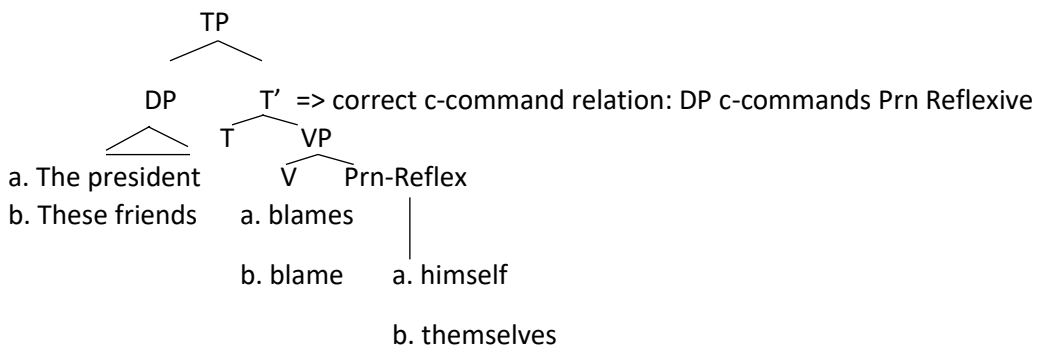 TP
DP T’ => correct c-command relation: DP c-commands Prn Reflexive
T VP
a. The president V Prn-Reflex
b. These friends a. blames
b. blame a. himself
b. themselves